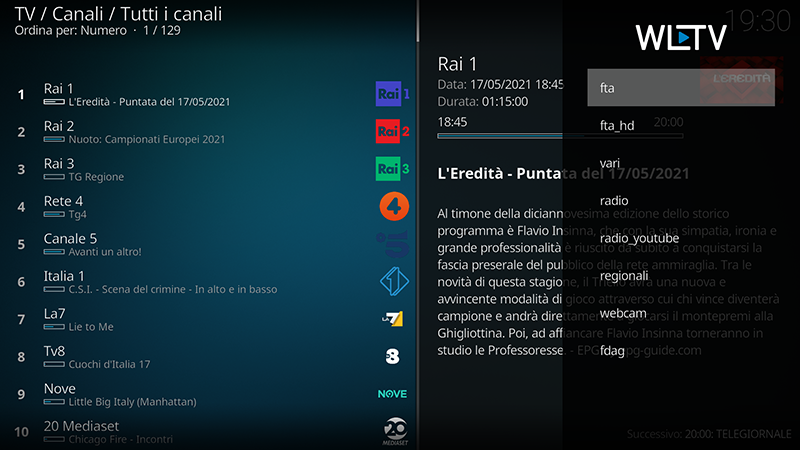 TV / Canali / Tutti i canali
Ordina per: Numero · 1 / 129
19:30
WLTV
1 Rai 1
L'Eredità - Puntata del 17/05/2021
Rai 1
2 Rai 2
Nuoto: Campionati Europei 2021
Rai 2
3 Rai 3
TG Regione
Rai 3
4 Rete 4
Tg4
4
5 Canale 5
Avanti un altro!
5
6 Italia 1
C.S.I. - Scena del crimine - In alto e in basso
1
7 La7
Lie to Me
LA7
8 Tv8
Cuochi d'Italia 17
8
9 Nove
Little Big Italy (Manhattan)
NOVE
10 20 Mediaset
Chicago Fire - Incontri
20
MEDIASET
Rai 1
Data: 17/05/2021 18:45
Durata: 01:15:00
18:45 20:00
L'EREDITÀ
L'Eredità - Puntata del 17/05/2021
Al timone della diciannovesima edizione dello storico
programma è Flavio Insinna, che con la sua simpatia, ironia e
grande professionalità è riuscito da subito a conquistarsi la
fascia preserale del pubblico della rete ammiraglia. Tra le
novità di questa stagione, il Triello avrà una nuova e
avvincente modalità di gioco attraverso cui chi vince diventerà
campione e andrà direttamente a giocarsi il montepremi alla
Ghigliottina. Poi, ad affiancare Flavio Insinna torneranno in
studio le Professoresse. - EPG: epg-guide.com
Successivo: 20:00: TELEGIORNALE
fta
fta_hd
vari
radio
radio_youtube
regionali
webcam
fdag